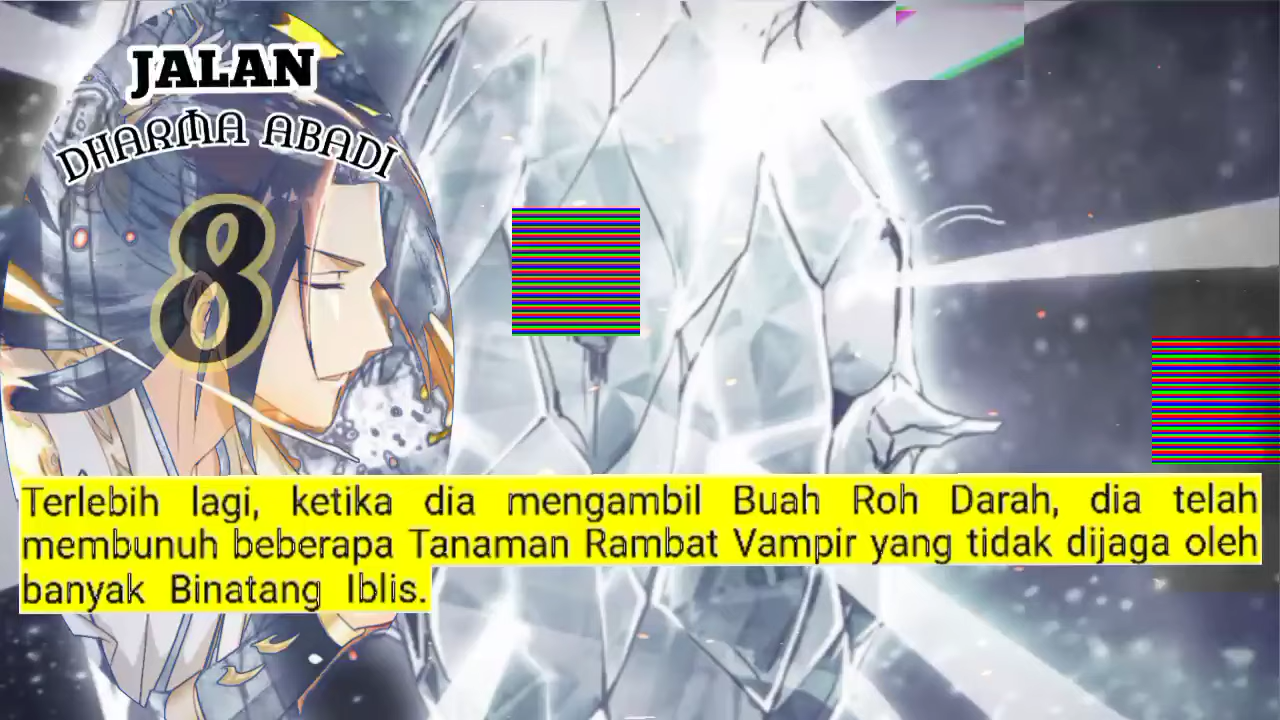 JALAN
DHARMA ABADI
8
Terlebih lagi, ketika dia mengambil Buah Roh Darah, dia telah
membunuh beberapa Tanaman Rambat Vampir yang tidak dijaga oleh
banyak Binatang Iblis.